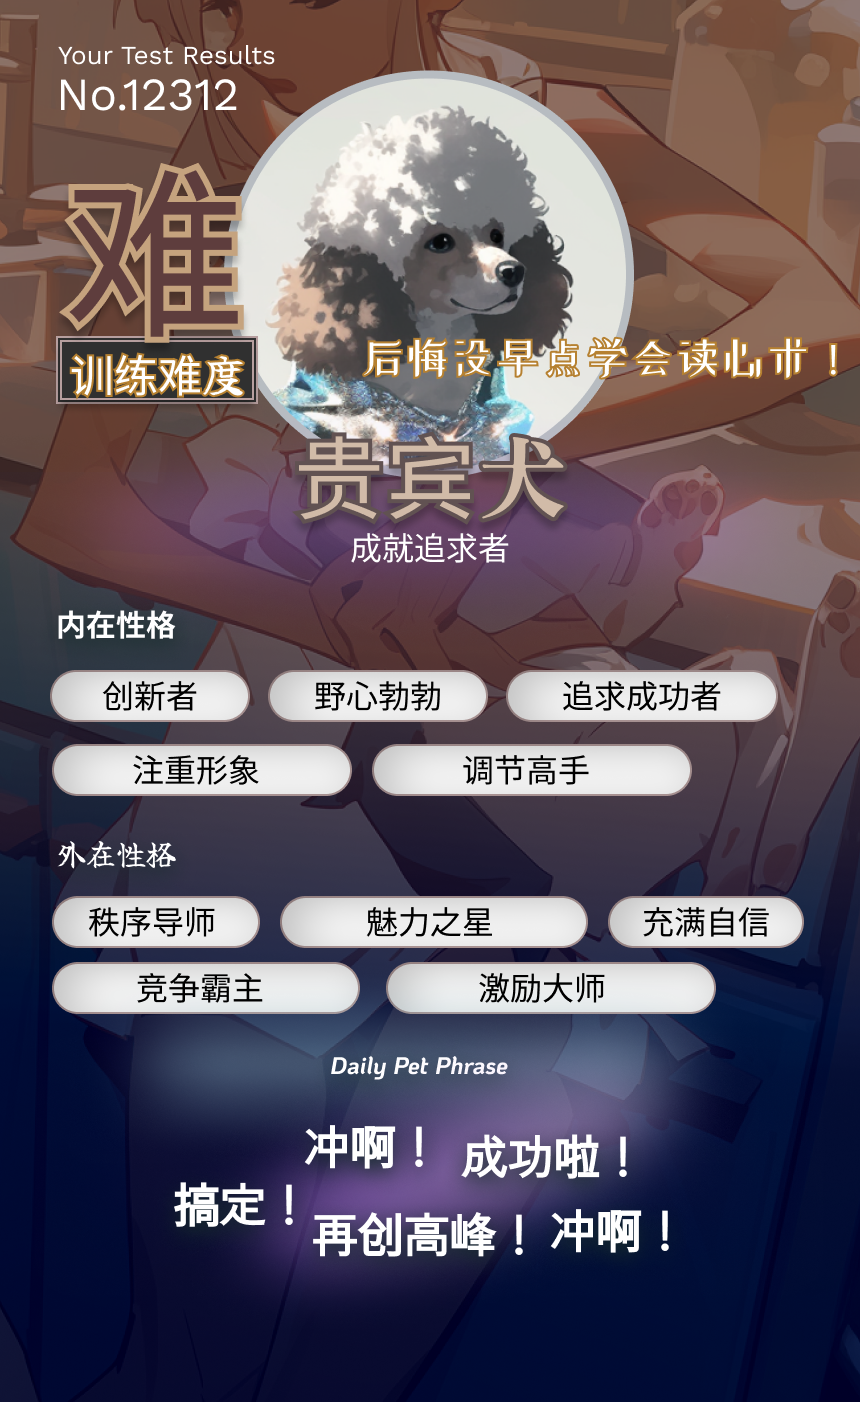 Your Test Results
No.12312
难
训练难度
后悔没早点学会读心术！
贵宾犬
成就追求者
内在性格
创新者 野心勃勃 追求成功者
注重形象 调节高手
外在性格
秩序导师 魅力之星 充满自信
竞争霸主 激励大师
Daily Pet Phrase
冲啊！ 成功啦！
搞定！
再创高峰！ 冲啊！